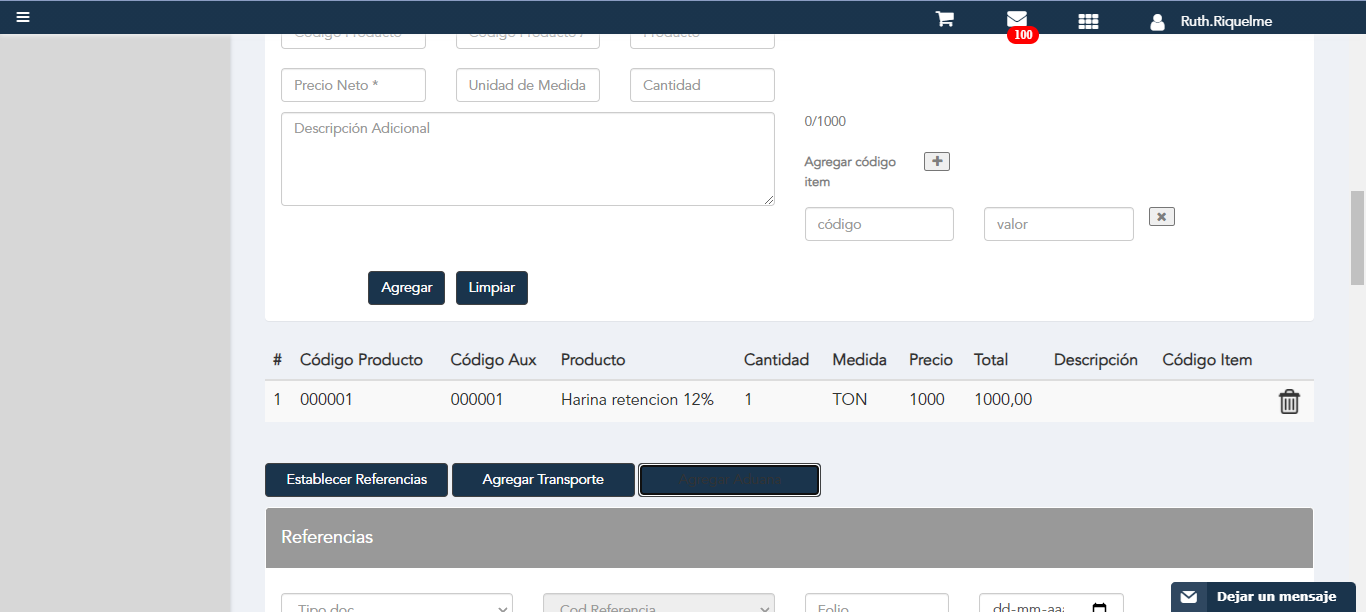 Ruth.Riquelme
100
Código Producto
Código Producto
Producto
Precio Neto *
Unidad de Medida
Cantidad
Descripción Adicional
0/1000
Agregar código
item
código
valor
Agregar
Limpiar
# Código Producto Código Aux Producto Cantidad Medida Precio Total Descripción Código Item
1 000001 000001 Harina retencion 12% 1 TON 1000 1000,00
Establecer Referencias
Agregar Transporte
Referencias
Tipo doc
Cod Referencia
Folio
dd-mm-aa
Dejar un mensaje